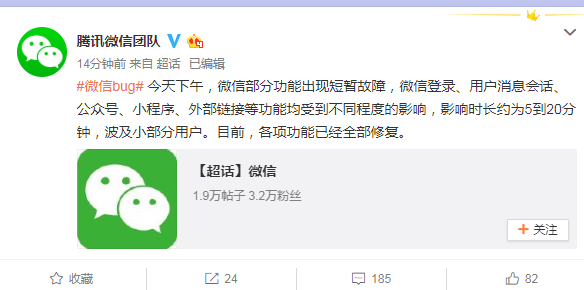 腾讯微信团队
14分钟前 来自 超话 已编辑
#微信bug# 今天下午，微信部分功能出现短暂故障，微信登录、用户消息会话、
公众号、小程序、外部链接等功能均受到不同程度的影响，影响时长约为5到20分
钟，波及小部分用户。目前，各项功能已经全部修复。
【超话】微信
1.9万帖子 3.2万粉丝
+ 关注
收藏 24 185 82